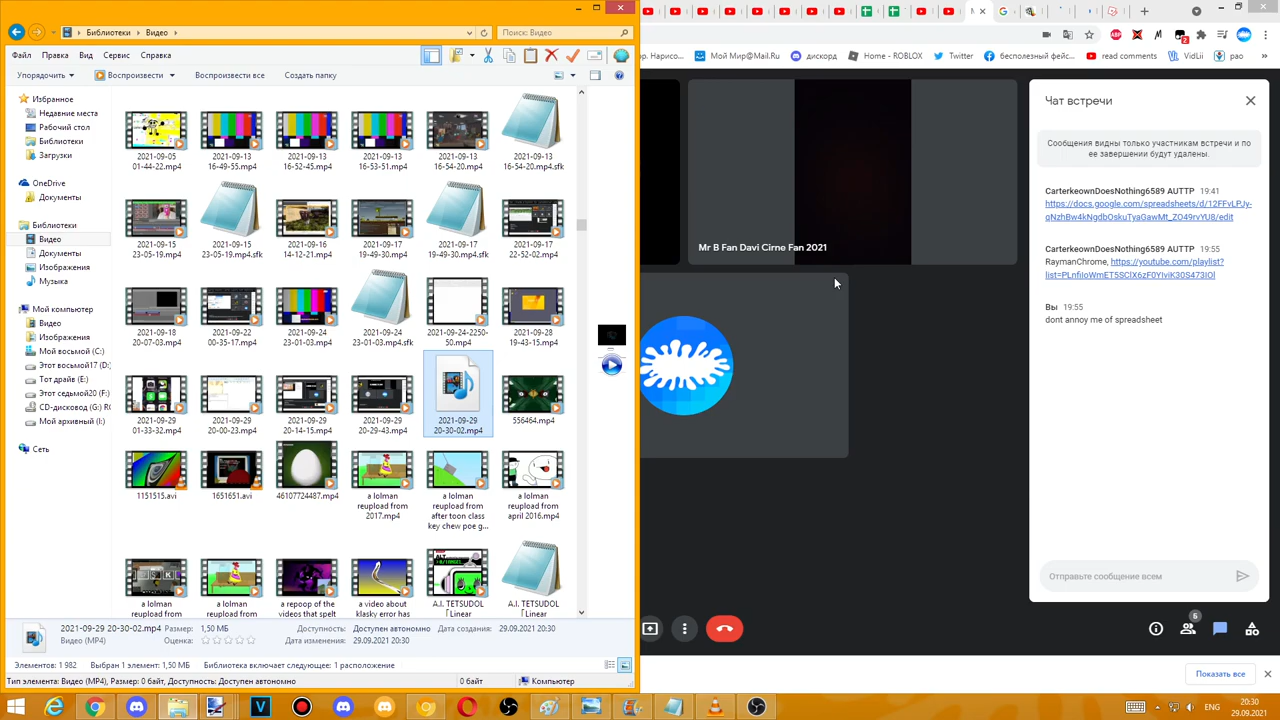 Библиотеки ▸ Видео ▸
Поиск: Видео
Файл Правка Вид Сервис Справка
Упорядочить Воспроизвести Воспроизвести все Создать папку
Избранное
Недавние места
Рабочий стол
Библиотеки
Загрузки
OneDrive
Документы
Библиотеки
Видео
Документы
Изображения
Музыка
Мой компьютер
Видео
Изображения
Мой восьмой (C:)
Этот восьмой17 (D:
Тот драйв (E:)
Этот седьмой20 (F:)
CD-дисковод (G:) RO
Мой архивный (I:)
Сеть
2021-09-05 01-44-22.mp4
2021-09-13 16-49-55.mp4
2021-09-13 16-52-45.mp4
2021-09-13 16-53-51.mp4
2021-09-13 16-54-20.mp4
2021-09-13 16-54-20.mp4.sfk
2021-09-15 23-05-19.mp4
2021-09-15 23-05-19.mp4.sfk
2021-09-16 14-12-21.mp4
2021-09-17 19-49-30.mp4
2021-09-17 19-49-30.mp4.sfk
2021-09-17 22-52-02.mp4
2021-09-18 20-07-03.mp4
2021-09-22 00-35-17.mp4
2021-09-24 23-01-03.mp4
2021-09-24 23-01-03.mp4.sfk
2021-09-24-2250-50.mp4
2021-09-28 19-43-15.mp4
2021-09-29 01-33-32.mp4
2021-09-29 20-00-23.mp4
2021-09-29 20-14-15.mp4
2021-09-29 20-29-43.mp4
2021-09-29 20-30-02.mp4
556464.mp4
1151515.avi
1651651.avi
46107724487.mp4
a lolman reupload from 2017.mp4
a lolman reupload from after toon class key chew poe g...
a lolman reupload from april 2016.mp4
a lolman reupload from
a lolman reupload from
a repoop of the videos that spelt
a video about klasky error has
A.I. TETSUDOL 「Linear
A.I. TETSUDOL 「Linear
2021-09-29 20-30-02.mp4 Размер: 1,50 МБ Доступность: Доступен автономно Дата создания: 29.09.2021 20:30
Видео (MP4) Оценка: Дата изменения: 29.09.2021 20:30
Элементов: 1 982 Выбран 1 элемент: 1,50 МБ Библиотека включает следующее: 1 расположение
Тип элемента: Видео (MP4), Размер: 0 байт, Доступность: Доступен автономно 0 байт Компьютер
Нарисо... Мой Мир@Mail.Ru дискорд Home - ROBLOX Twitter бесполезный фейс... read comments VidLii рао
Mr B Fan Davi Cirne Fan 2021
Чат встречи
Сообщения видны только участникам встречи и по
ее завершении будут удалены.
CarterkeownDoesNothing6589 AUTTP 19:41
https://docs.google.com/spreadsheets/d/12FFvLPJy-
qNzhBw4kNgdbOskuTyaGawMt_ZO49rvYU8/edit
CarterkeownDoesNothing6589 AUTTP 19:55
RaymanChrome, https://youtube.com/playlist?
list=PLnfiIoWmET5SClX6zF0YIviK30S473IOl
Вы 19:55
dont annoy me of spreadsheet
Отправьте сообщение всем
6
Показать все
ENG
20:30
29.09.2021